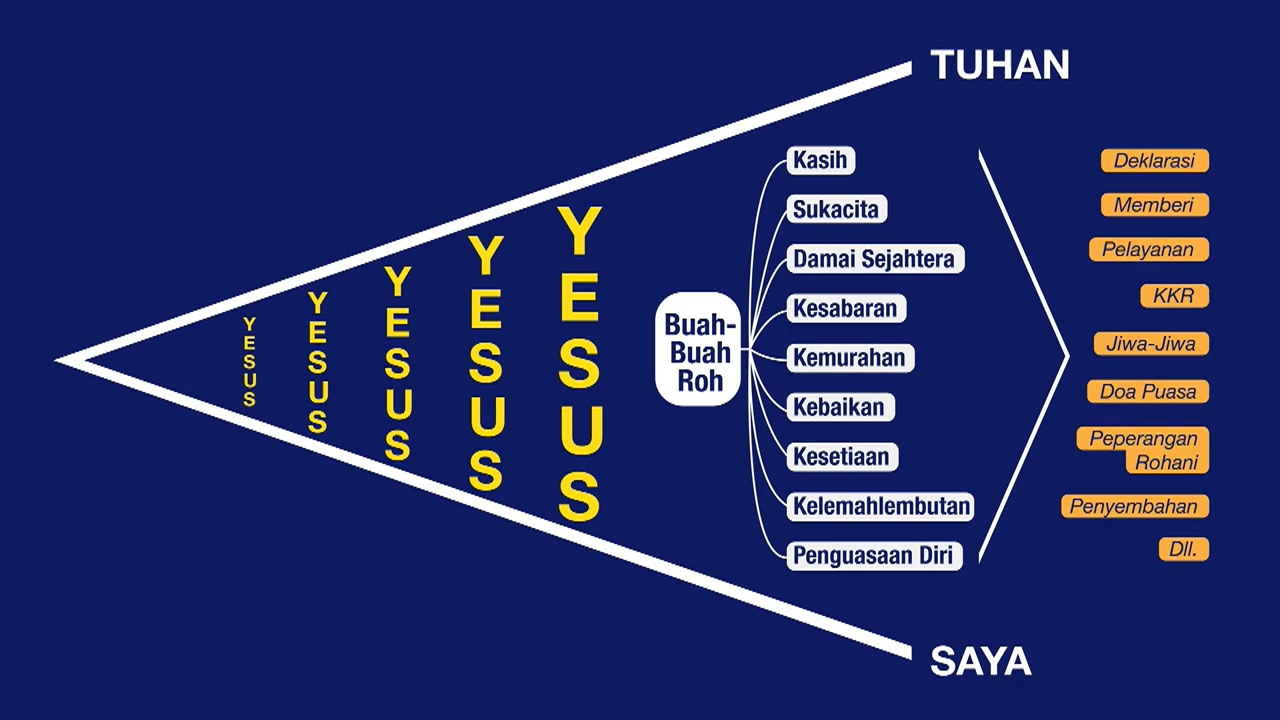 TUHAN
YESUS
YESUS
YESUS
YESUS
YESUS
Buah-
Buah
Roh
Kasih
Sukacita
Damai Sejahtera
Kesabaran
Kemurahan
Kebaikan
Kesetiaan
Kelemahlembutan
Penguasaan Diri
Deklarasi
Memberi
Pelayanan
KKR
Jiwa-Jiwa
Doa Puasa
Peperangan
Rohani
Penyembahan
Dll.
SAYA